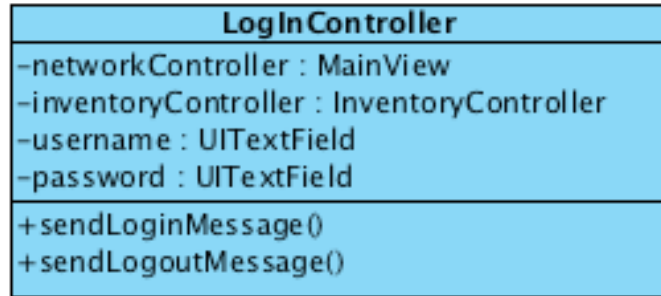 LogInController
-networkController : MainView
-inventoryController : InventoryController
-username : UITextField
-password : UITextField
+sendLoginMessage()
+sendLogoutMessage()